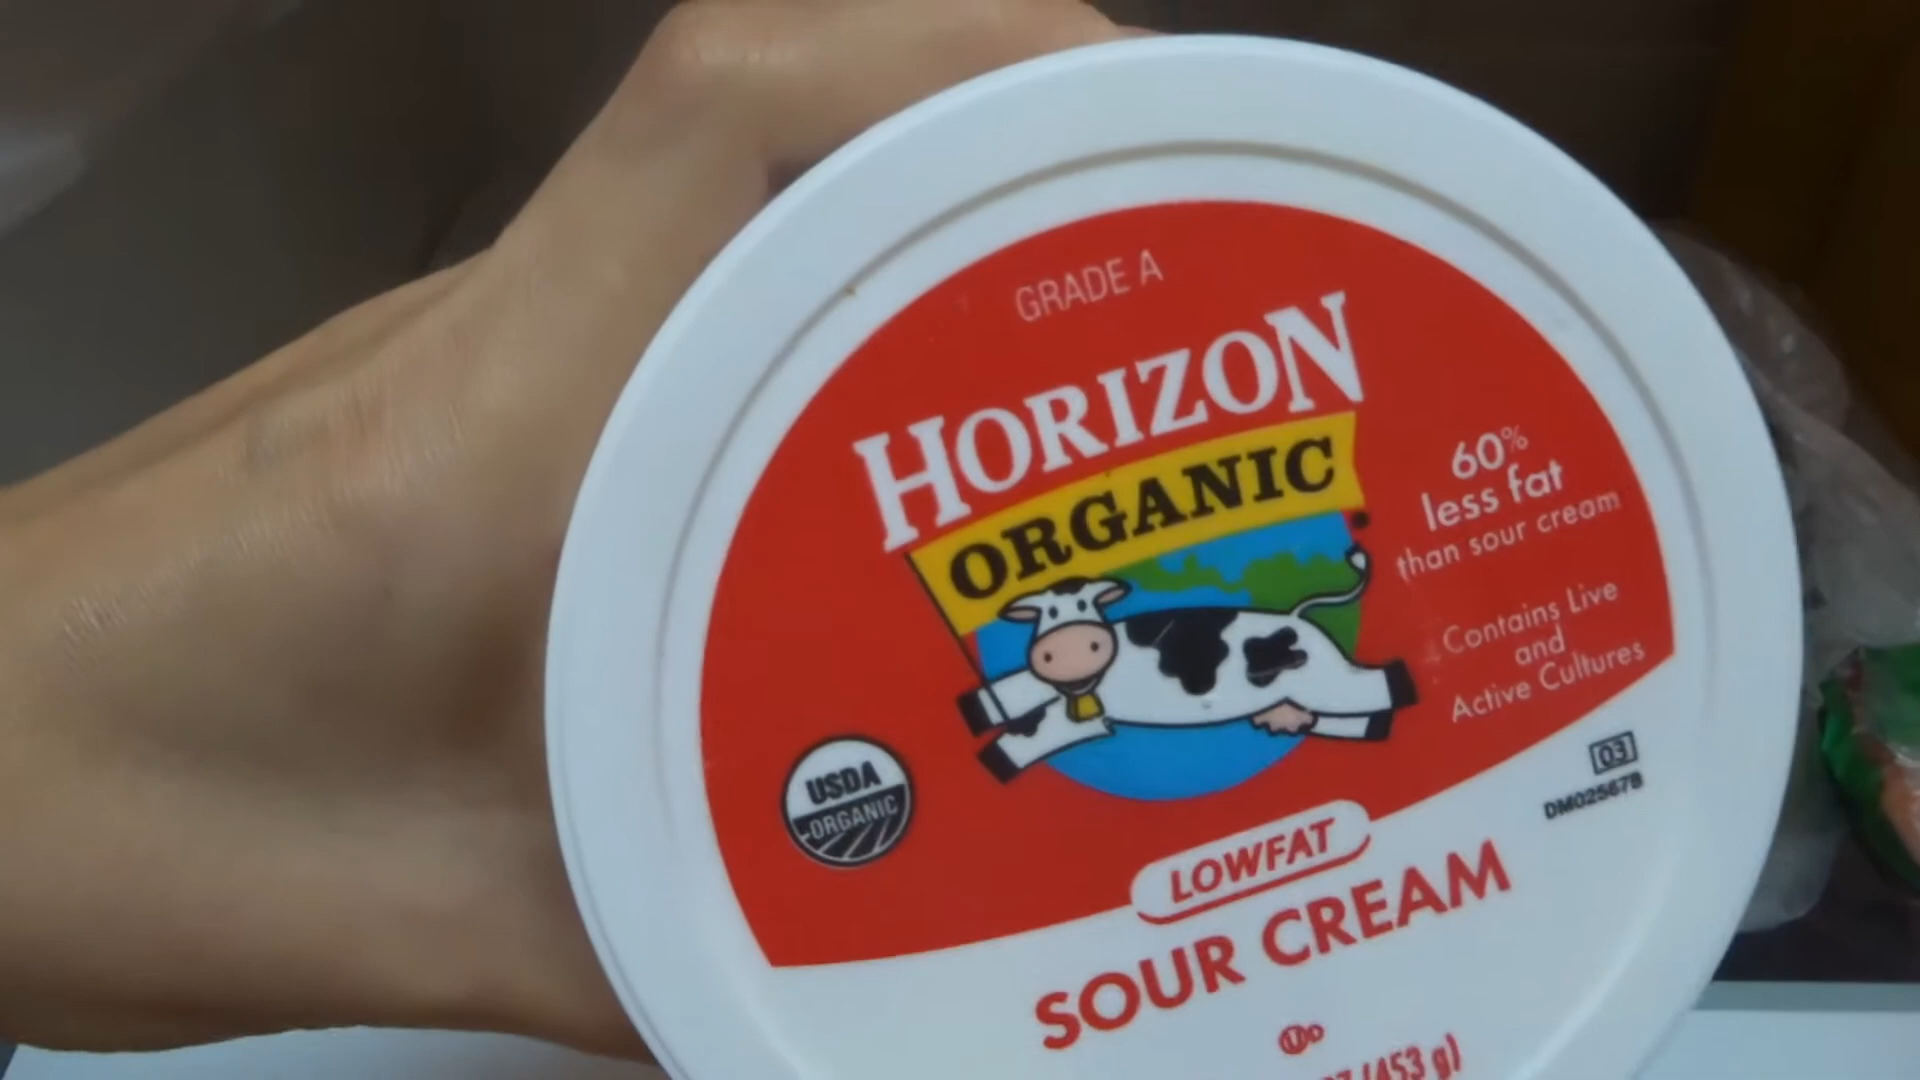 GRADE A
HORIZON
ORGANIC
60%
less fat
than sour cream
Contains Live
and
Active Cultures
USDA
ORGANIC
03
DM02567B
LOWFAT
SOUR CREAM
U D
(453 g)